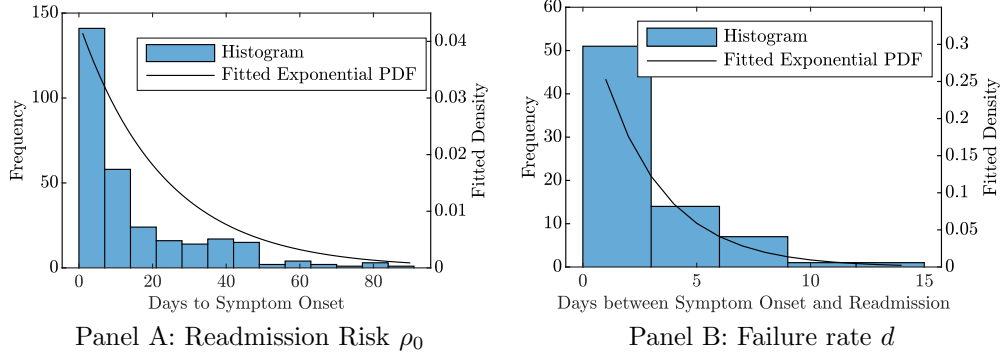 150
100
50
0
Frequency
0.04
0.03
0.02
0.01
0
Fitted Density
Histogram
Fitted Exponential PDF
0 20 40 60 80
Days to Symptom Onset
Panel A: Readmission Risk ρ₀
60
50
40
30
20
10
0
Frequency
0.3
0.25
0.2
0.15
0.1
0.05
0
Fitted Density
Histogram
Fitted Exponential PDF
0 5 10 15
Days between Symptom Onset and Readmission
Panel B: Failure rate d